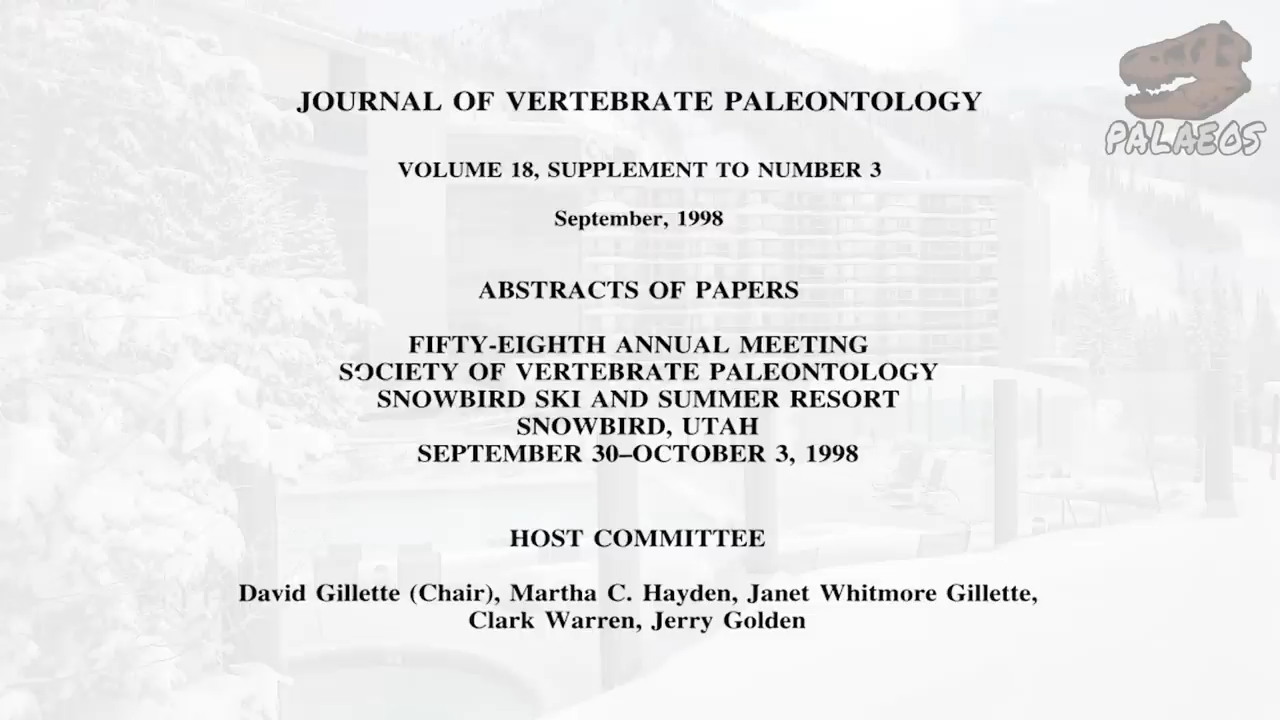 JOURNAL OF VERTEBRATE PALEONTOLOGY
VOLUME 18, SUPPLEMENT TO NUMBER 3
September, 1998
ABSTRACTS OF PAPERS
FIFTY-EIGHTH ANNUAL MEETING
SOCIETY OF VERTEBRATE PALEONTOLOGY
SNOWBIRD SKI AND SUMMER RESORT
SNOWBIRD, UTAH
SEPTEMBER 30–OCTOBER 3, 1998
HOST COMMITTEE
David Gillette (Chair), Martha C. Hayden, Janet Whitmore Gillette,
Clark Warren, Jerry Golden
PALAEOS